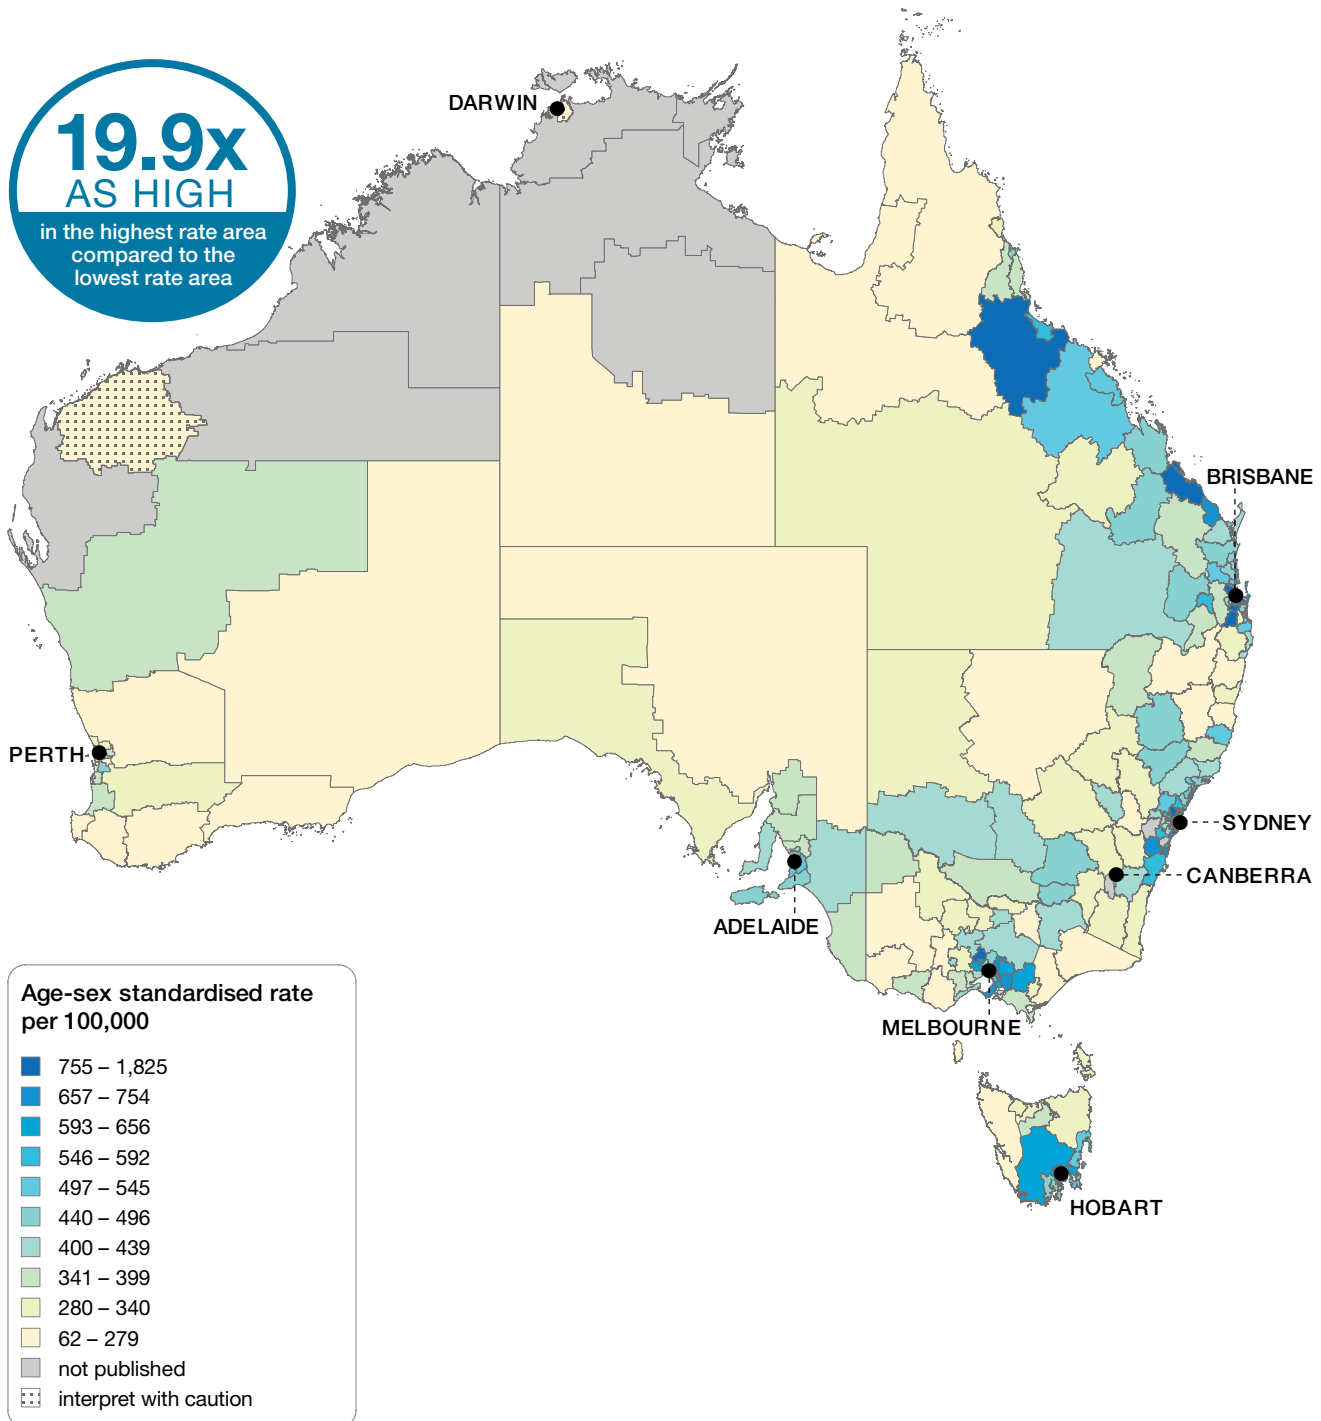 19.9x
AS HIGH
in the highest rate area
compared to the
lowest rate area
DARWIN
BRISBANE
PERTH
SYDNEY
CANBERRA
ADELAIDE
MELBOURNE
HOBART
Age-sex standardised rate
per 100,000
755 – 1,825
657 – 754
593 – 656
546 – 592
497 – 545
440 – 496
400 – 439
341 – 399
280 – 340
62 – 279
not published
interpret with caution